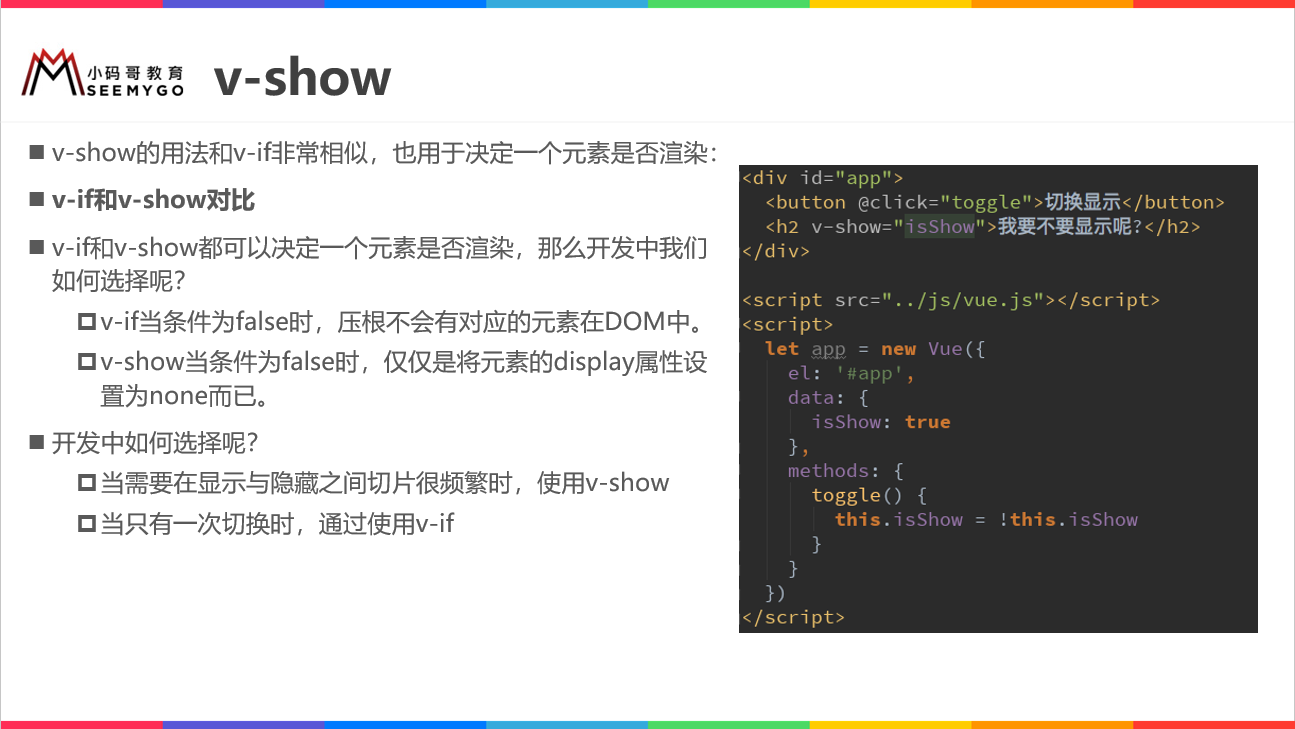 小码哥教育
SEEMYGO
v-show
v-show的用法和v-if非常相似，也用于决定一个元素是否渲染：
v-if和v-show对比
v-if和v-show都可以决定一个元素是否渲染，那么开发中我们
如何选择呢？
v-if当条件为false时，压根不会有对应的元素在DOM中。
v-show当条件为false时，仅仅是将元素的display属性设
置为none而已。
开发中如何选择呢？
当需要在显示与隐藏之间切片很频繁时，使用v-show
当只有一次切换时，通过使用v-if
<div id="app">
  <button @click="toggle">切换显示</button>
  <h2 v-show="isShow">我要不要显示呢?</h2>
</div>
<script src="../js/vue.js"></script>
<script>
  let app = new Vue({
    el: '#app',
    data: {
      isShow: true
    },
    methods: {
      toggle() {
        this.isShow = !this.isShow
      }
    }
  })
</script>